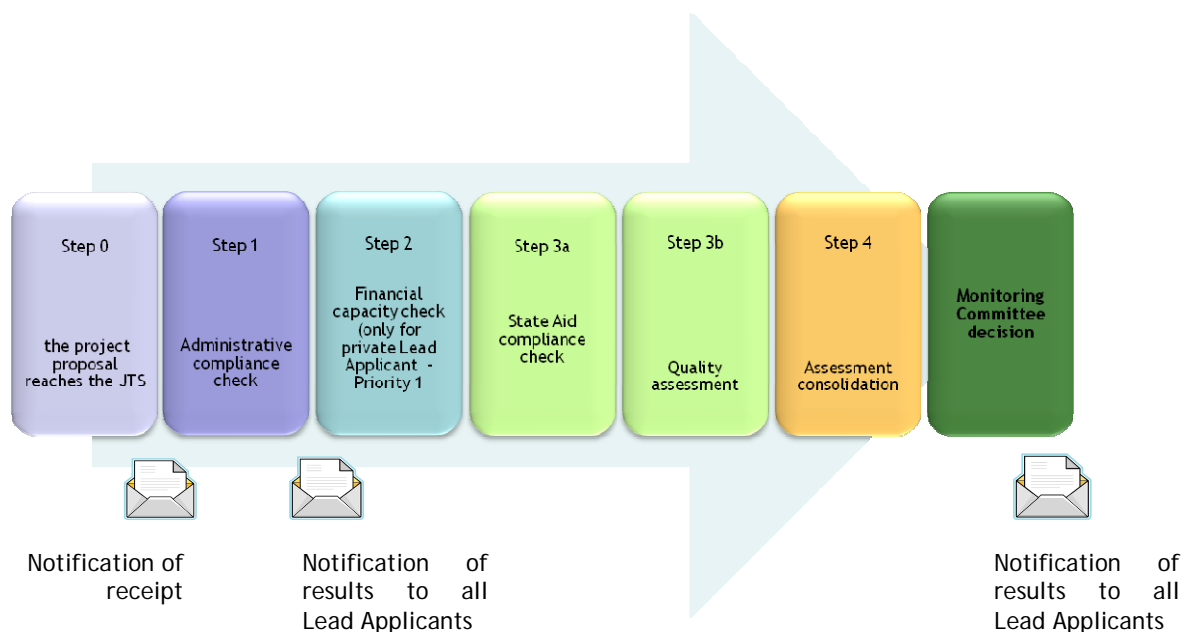 Step 0
the project
proposal
reaches the JTS
Step 1
Administrative
compliance
check
Step 2
Financial
capacity check
(only for
private Lead
Applicant -
Priority 1
Step 3a
State Aid
compliance
check
Step 3b
Quality
assessment
Step 4
Assessment
consolidation
Monitoring
Committee
decision
Notification of
receipt
Notification of
results to all
Lead Applicants
Notification of
results to all
Lead Applicants